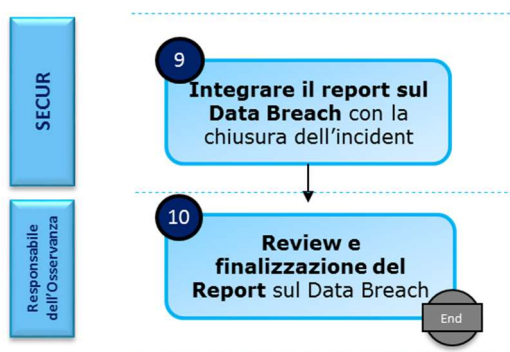 SECUR
9
Integrare il report sul
Data Breach con la
chiusura dell'incident
Responsabile
dell'Osservanza
10
Review e
finalizzazione del
Report sul Data Breach
End